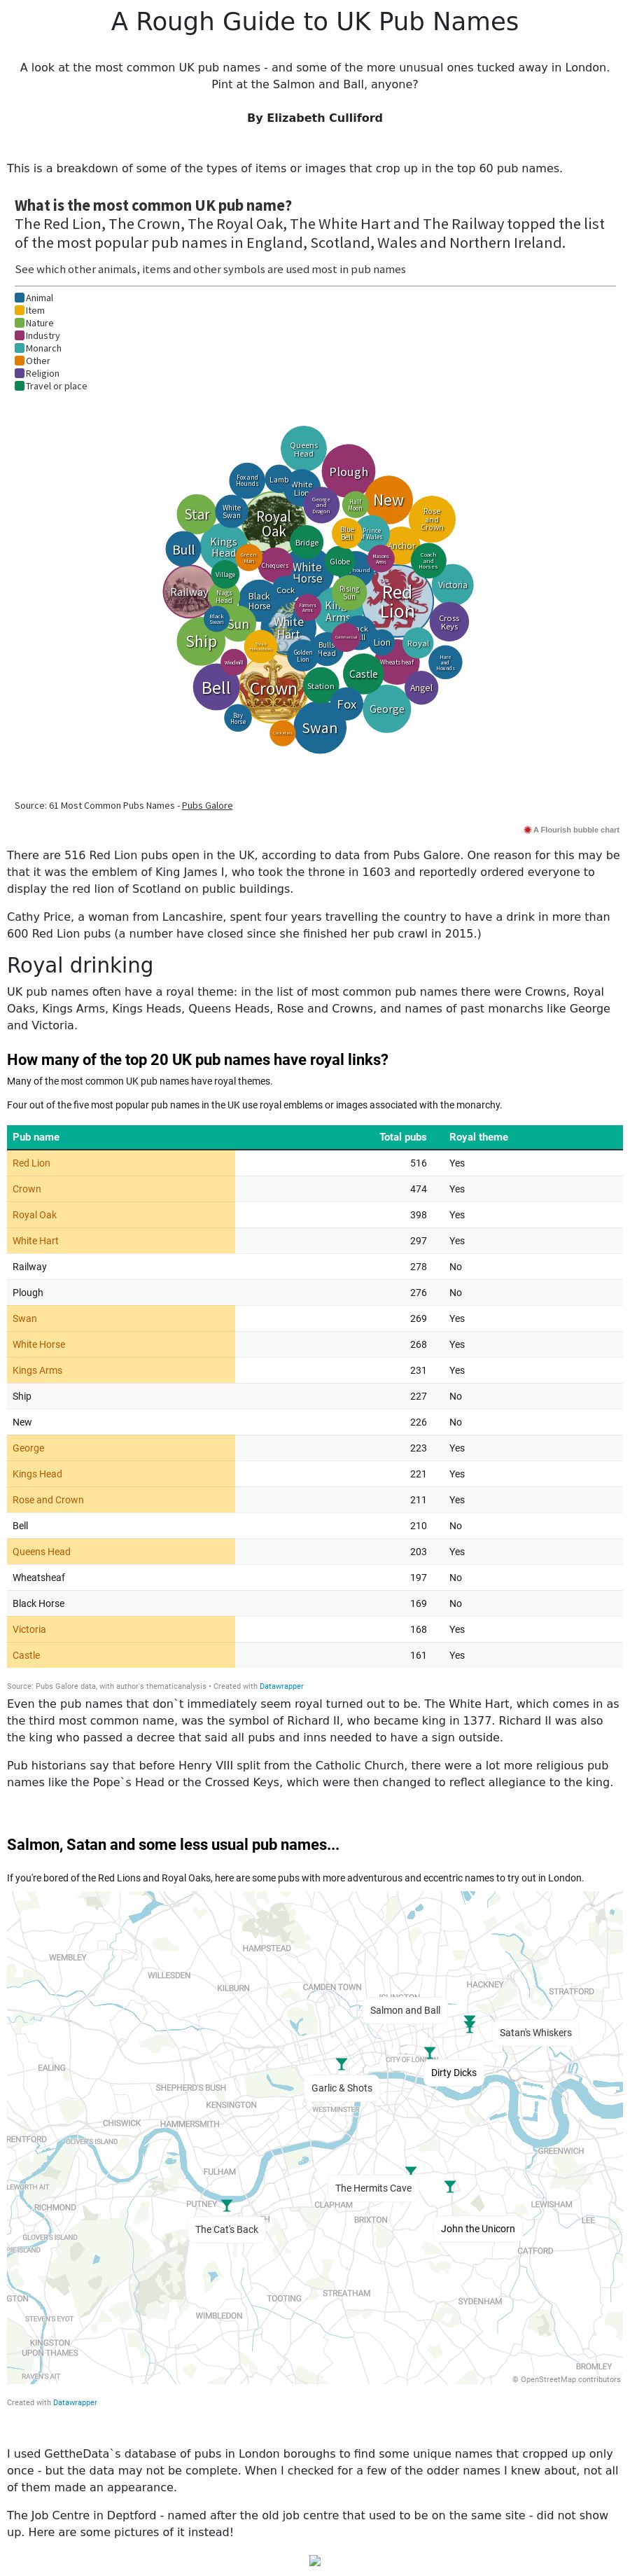 A Rough Guide to UK Pub Names
A look at the most common UK pub names - and some of the more unusual ones tucked away in London.
Pint at the Salmon and Ball, anyone?
By Elizabeth Culliford
This is a breakdown of some of the types of items or images that crop up in the top 60 pub names.
What is the most common UK pub name?
The Red Lion, The Crown, The Royal Oak, The White Hart and The Railway topped the list
of the most popular pub names in England, Scotland, Wales and Northern Ireland.
See which other animals, items and other symbols are used most in pub names
Animal
Item
Nature
Industry
Monarch
Other
Religion
Travel or place
Queens
Head
Plough
Fox and
Hounds
Lamb
White
Lion
New
George
and
Dragon
Half
Moon
Star
White
Swan
Royal
Oak
Rose
and
Crown
Blue
Bell
Prince
of Wales
Anchor
Kings
Head
Bull
Bridge
Green
Man
Chequers
Globe
Masons
Arms
Coach
and
Horses
Village
White
Horse
Railway
Nags
Head
Black
Horse
Cock
Rising
Sun
Red
Lion
Victoria
Farmers
Arms
Black
Swan
Sun
White
Hart
Cross
Keys
Commercial
Ship
Golden
Lion
Bulls
Head
Lion
Royal
Windmill
Wheatsheaf
Hare
and
Hounds
Bell
Crown
Station
Castle
Angel
Fox
Bay
Horse
George
Swan
Source: 61 Most Common Pubs Names - Pubs Galore
A Flourish bubble chart
There are 516 Red Lion pubs open in the UK, according to data from Pubs Galore. One reason for this may be
that it was the emblem of King James I, who took the throne in 1603 and reportedly ordered everyone to
display the red lion of Scotland on public buildings.
Cathy Price, a woman from Lancashire, spent four years travelling the country to have a drink in more than
600 Red Lion pubs (a number have closed since she finished her pub crawl in 2015.)
Royal drinking
UK pub names often have a royal theme: in the list of most common pub names there were Crowns, Royal
Oaks, Kings Arms, Kings Heads, Queens Heads, Rose and Crowns, and names of past monarchs like George
and Victoria.
How many of the top 20 UK pub names have royal links?
Many of the most common UK pub names have royal themes.
Four out of the five most popular pub names in the UK use royal emblems or images associated with the monarchy.
Pub name Total pubs Royal theme
Red Lion 516 Yes
Crown 474 Yes
Royal Oak 398 Yes
White Hart 297 Yes
Railway 278 No
Plough 276 No
Swan 269 Yes
White Horse 268 Yes
Kings Arms 231 Yes
Ship 227 No
New 226 No
George 223 Yes
Kings Head 221 Yes
Rose and Crown 211 Yes
Bell 210 No
Queens Head 203 Yes
Wheatsheaf 197 No
Black Horse 169 No
Victoria 168 Yes
Castle 161 Yes
Source: Pubs Galore data, with author's thematicanalysis • Created with Datawrapper
Even the pub names that don`t immediately seem royal turned out to be. The White Hart, which comes in as
the third most common name, was the symbol of Richard II, who became king in 1377. Richard II was also
the king who passed a decree that said all pubs and inns needed to have a sign outside.
Pub historians say that before Henry VIII split from the Catholic Church, there were a lot more religious pub
names like the Pope`s Head or the Crossed Keys, which were then changed to reflect allegiance to the king.
Salmon, Satan and some less usual pub names...
If you're bored of the Red Lions and Royal Oaks, here are some pubs with more adventurous and eccentric names to try out in London.
HAMPSTEAD
WEMBLEY
WILLESDEN
KILBURN
CAMDEN TOWN
HACKNEY
STRATFORD
ISLINGTON
Salmon and Ball
Satan's Whiskers
CITY OF LONDON
EALING
Dirty Dicks
SHEPHERD'S BUSH
Garlic & Shots
KENSINGTON
WESTMINSTER
CHISWICK
HAMMERSMITH
OLIVER'S ISLAND
GREENWICH
FULHAM
The Hermits Cave
RICHMOND
PUTNEY
CLAPHAM
BRIXTON
LEWISHAM
LEE
The Cat's Back
John the Unicorn
GLOVER'S ISLAND
CATFORD
TOOTING
STREATHAM
SYDENHAM
WIMBLEDON
STEVEN'S EYOT
KINGSTON
UPON THAMES
BROMLEY
RAVEN'S AIT
© OpenStreetMap contributors
Created with Datawrapper
I used GettheData`s database of pubs in London boroughs to find some unique names that cropped up only
once - but the data may not be complete. When I checked for a few of the odder names I knew about, not all
of them made an appearance.
The Job Centre in Deptford - named after the old job centre that used to be on the same site - did not show
up. Here are some pictures of it instead!